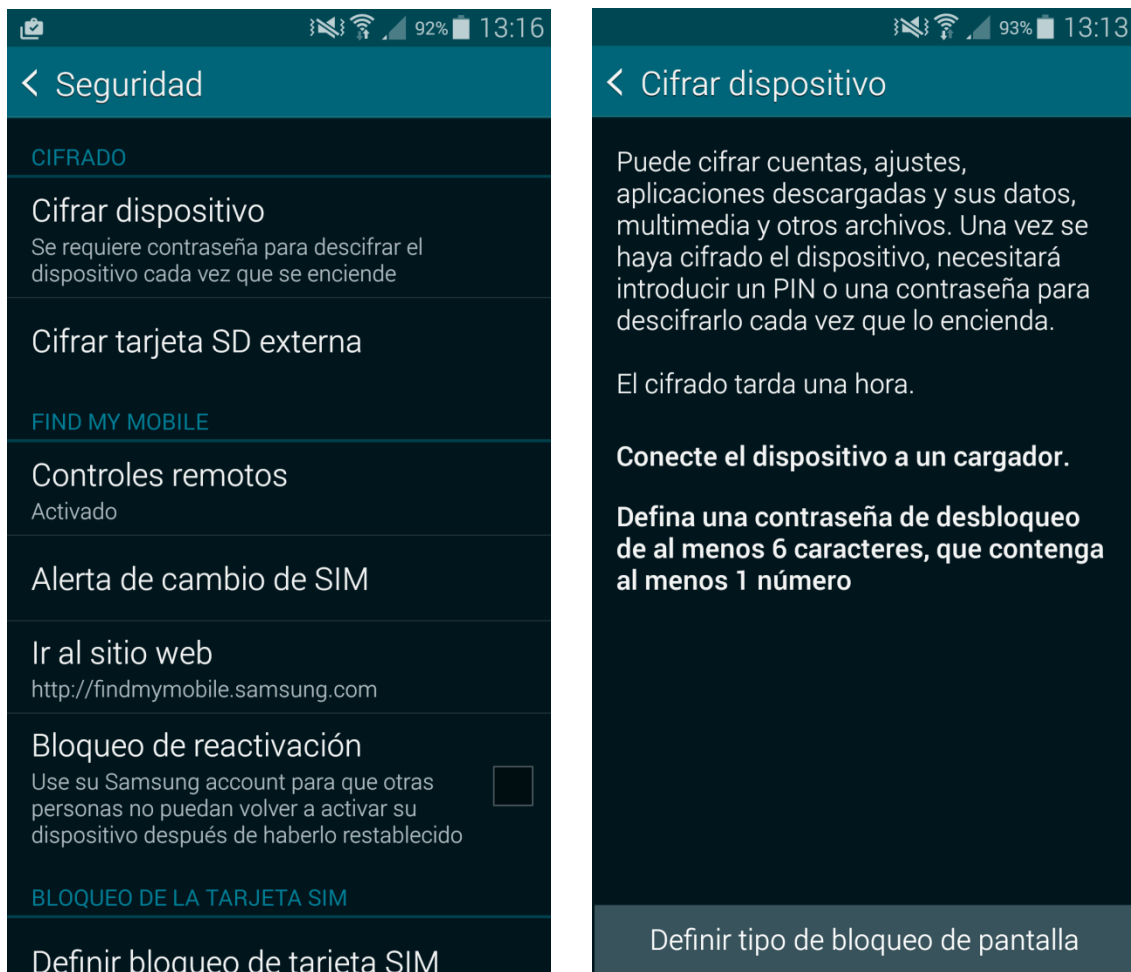 92% 13:16
Seguridad
CIFRADO
Cifrar dispositivo
Se requiere contraseña para descifrar el
dispositivo cada vez que se enciende
Cifrar tarjeta SD externa
FIND MY MOBILE
Controles remotos
Activado
Alerta de cambio de SIM
Ir al sitio web
http://findmymobile.samsung.com
Bloqueo de reactivación
Use su Samsung account para que otras
personas no puedan volver a activar su
dispositivo después de haberlo restablecido
BLOQUEO DE LA TARJETA SIM
Definir bloqueo de tarjeta SIM
93% 13:13
Cifrar dispositivo
Puede cifrar cuentas, ajustes,
aplicaciones descargadas y sus datos,
multimedia y otros archivos. Una vez se
haya cifrado el dispositivo, necesitará
introducir un PIN o una contraseña para
descifrarlo cada vez que lo encienda.
El cifrado tarda una hora.
Conecte el dispositivo a un cargador.
Defina una contraseña de desbloqueo
de al menos 6 caracteres, que contenga
al menos 1 número
Definir tipo de bloqueo de pantalla